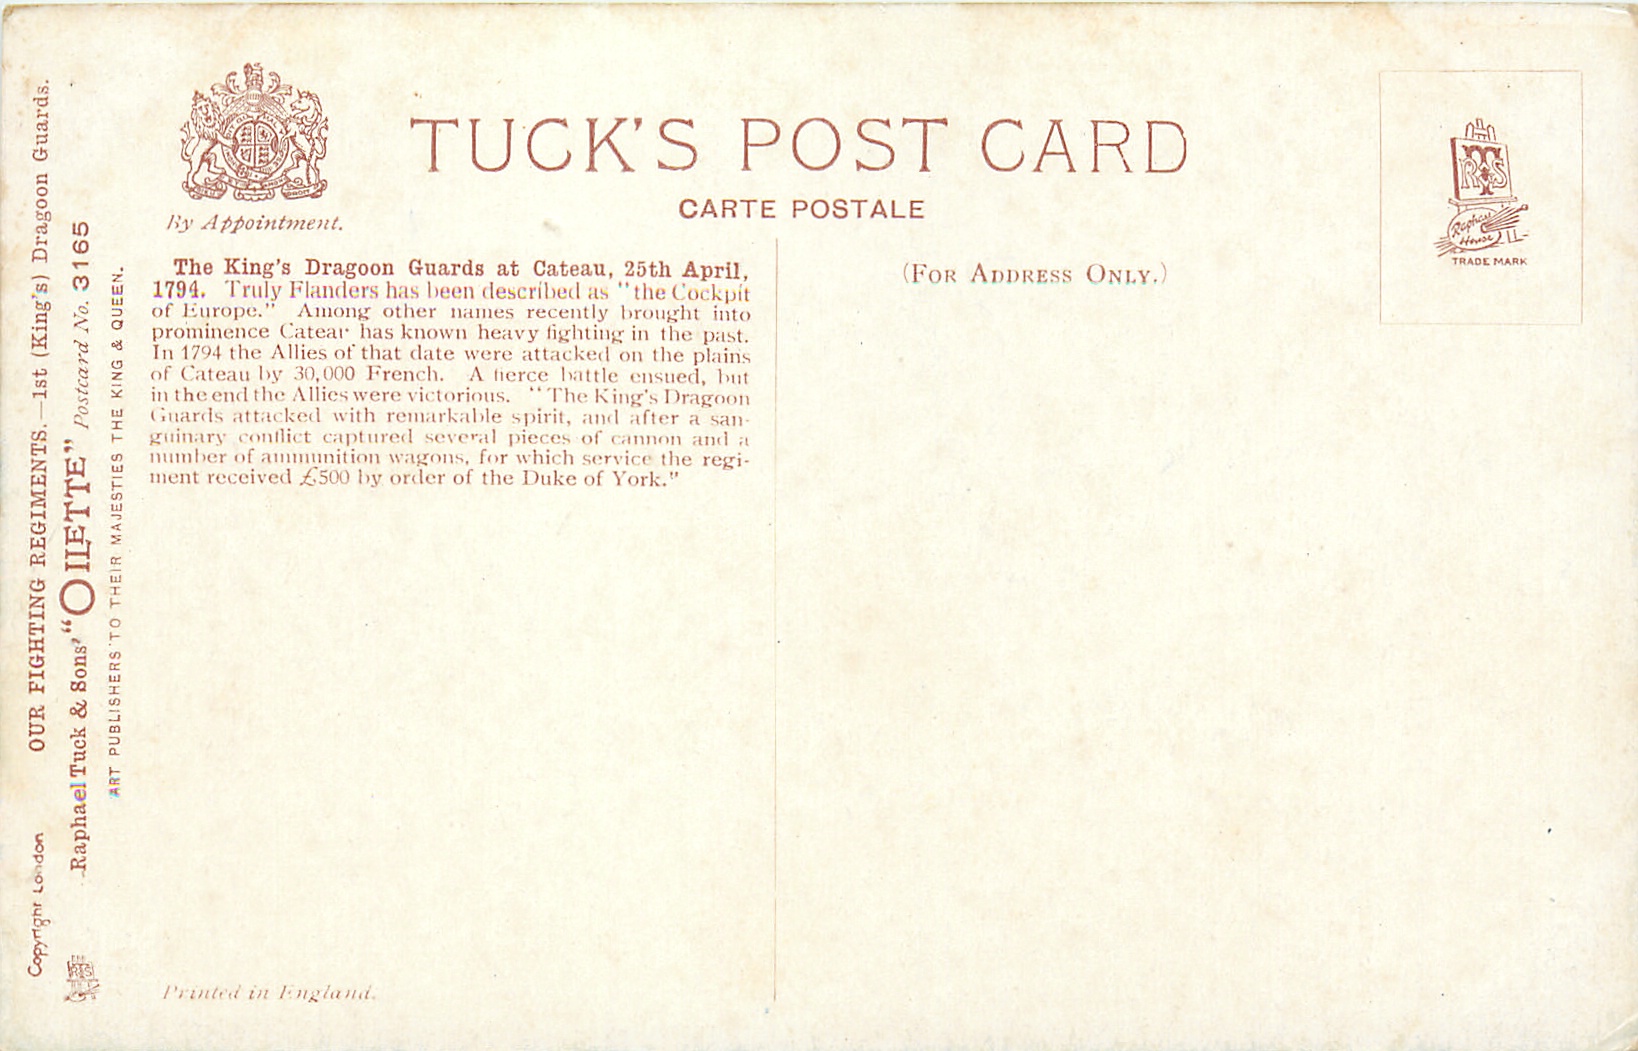 TUCK'S POST CARD
CARTE POSTALE
By Appointment.
The King's Dragoon Guards at Cateau, 25th April,
1794. Truly Flanders has been described as "the Cockpit
of Europe." Among other names recently brought into
prominence Cateau has known heavy fighting in the past.
In 1794 the Allies of that date were attacked on the plains
of Cateau by 30,000 French. A fierce battle ensued, but
in the end the Allies were victorious. "The King's Dragoon
Guards attacked with remarkable spirit, and after a san-
guinary conflict captured several pieces of cannon and a
number of ammunition wagons, for which service the regi-
ment received £500 by order of the Duke of York."
Printed in England.
(FOR ADDRESS ONLY.)
RTS
Raphael
House
TRADE MARK
Copyright London
OUR FIGHTING REGIMENTS.—1st (King's) Dragoon Guards.
Raphael Tuck & Sons' "OILETTE" Postcard No. 3165
ART PUBLISHERS TO THEIR MAJESTIES THE KING & QUEEN.